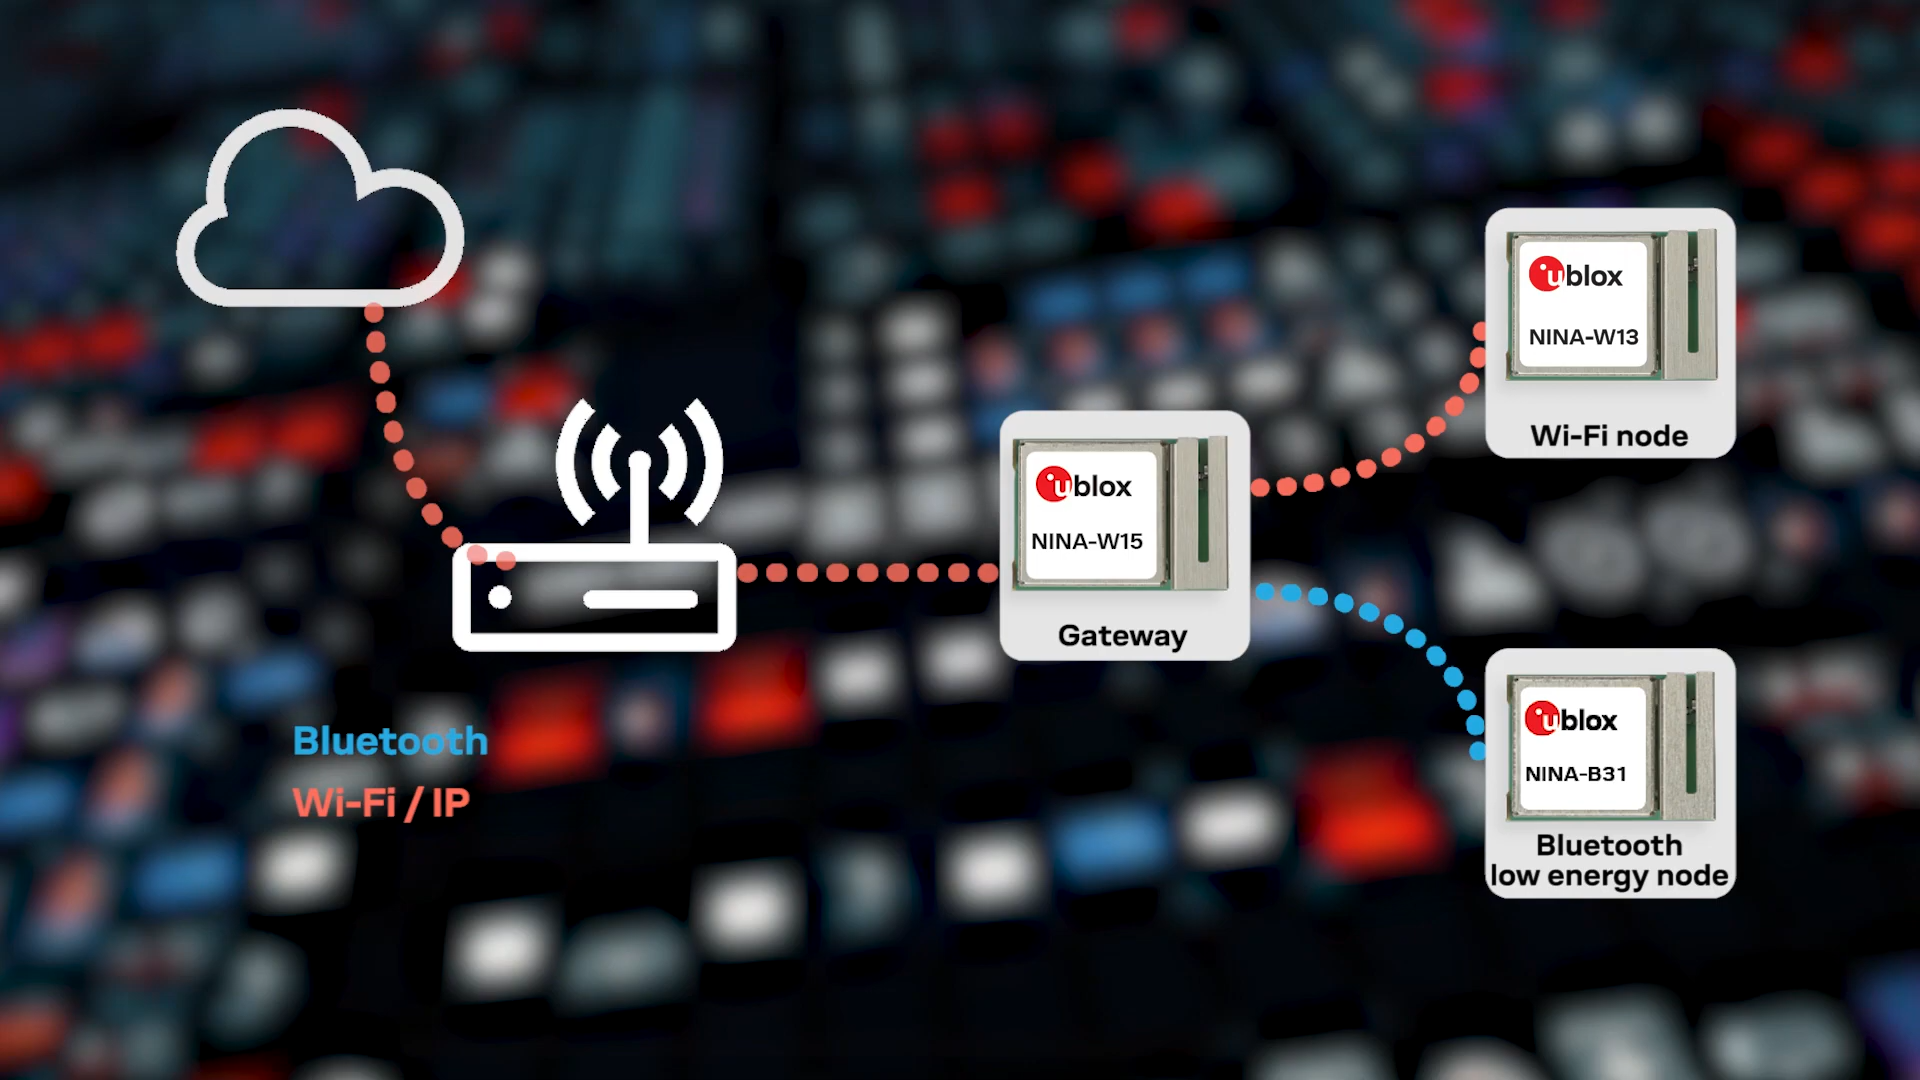 ublox
NINA-W13
Wi-Fi node
ublox
NINA-W15
Gateway
ublox
NINA-B31
Bluetooth
low energy node
Bluetooth
Wi-Fi / IP